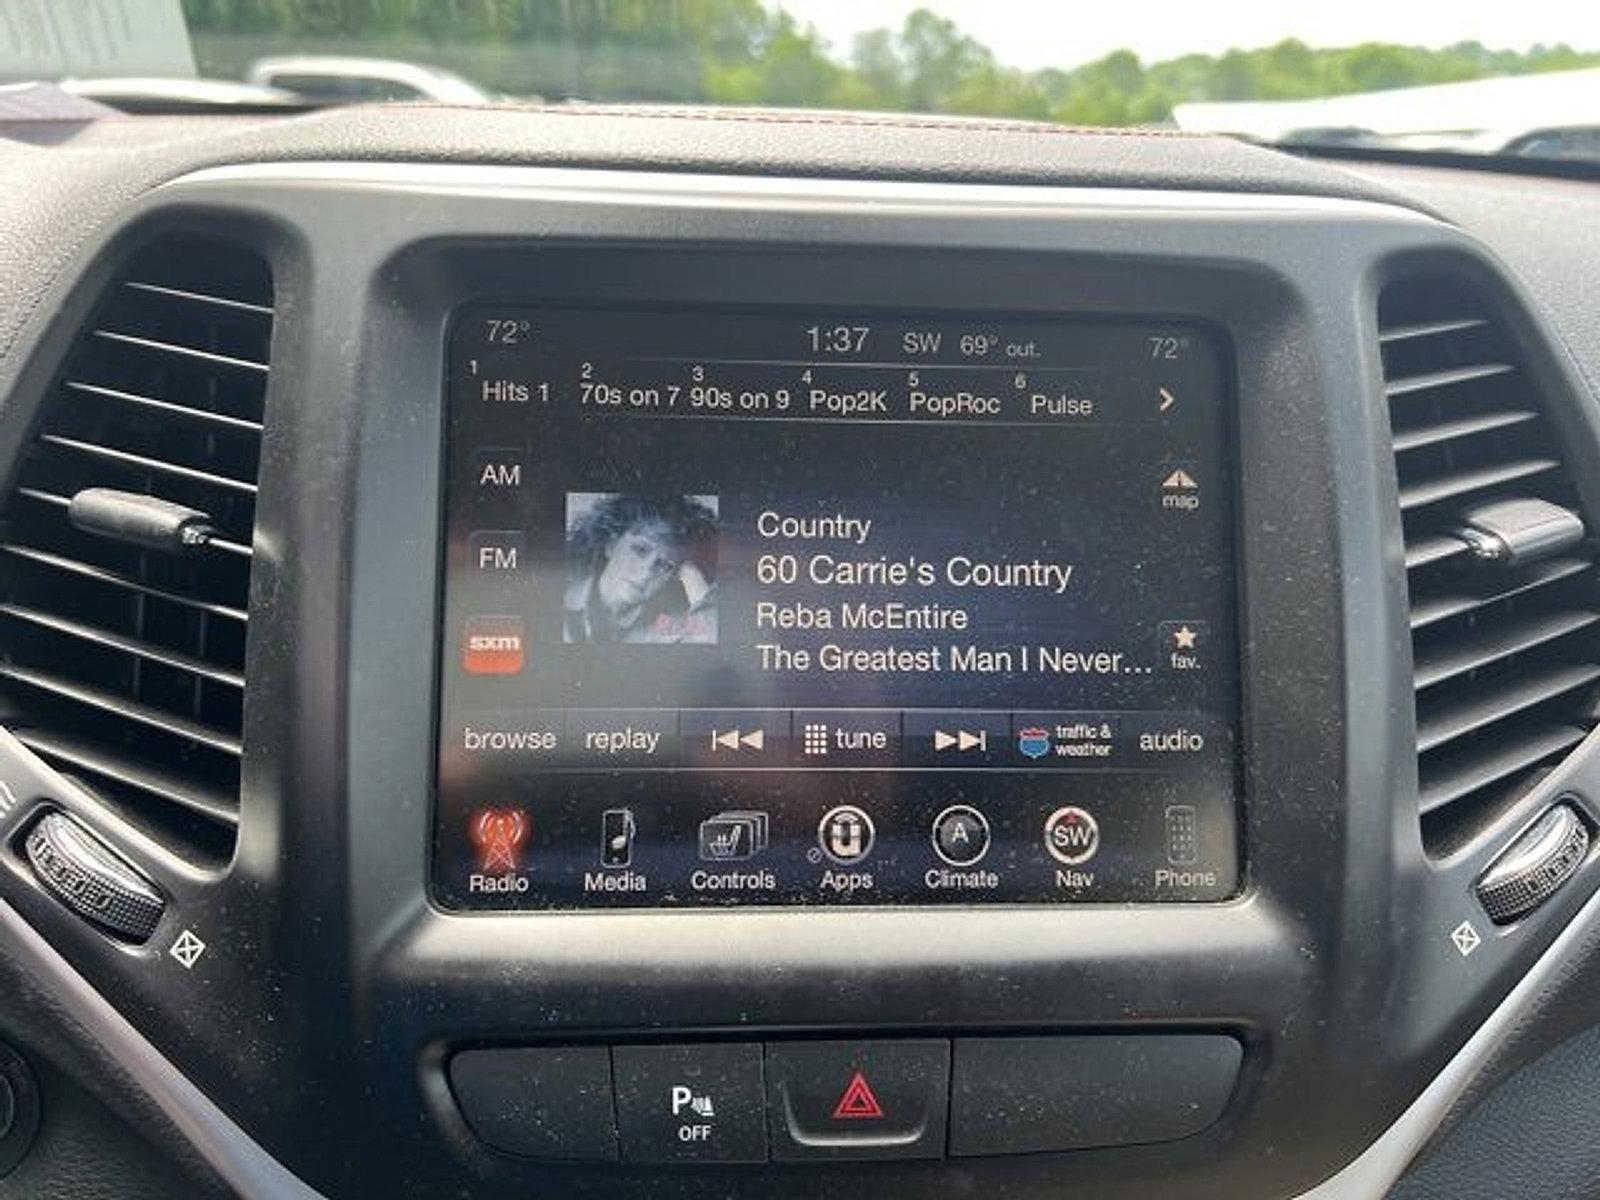 72° 1:37 SW 69° out. 72°
1 Hits 1 2 70s on 7 3 90s on 9 4 Pop2K 5 PopRoc 6 Pulse
AM
map
Country
FM
60 Carrie's Country
Reba McEntire
sxm
The Greatest Man I Never...
fav.
browse replay tune traffic & weather audio
A SW
Radio Media Controls Apps Climate Nav Phone
P
OFF